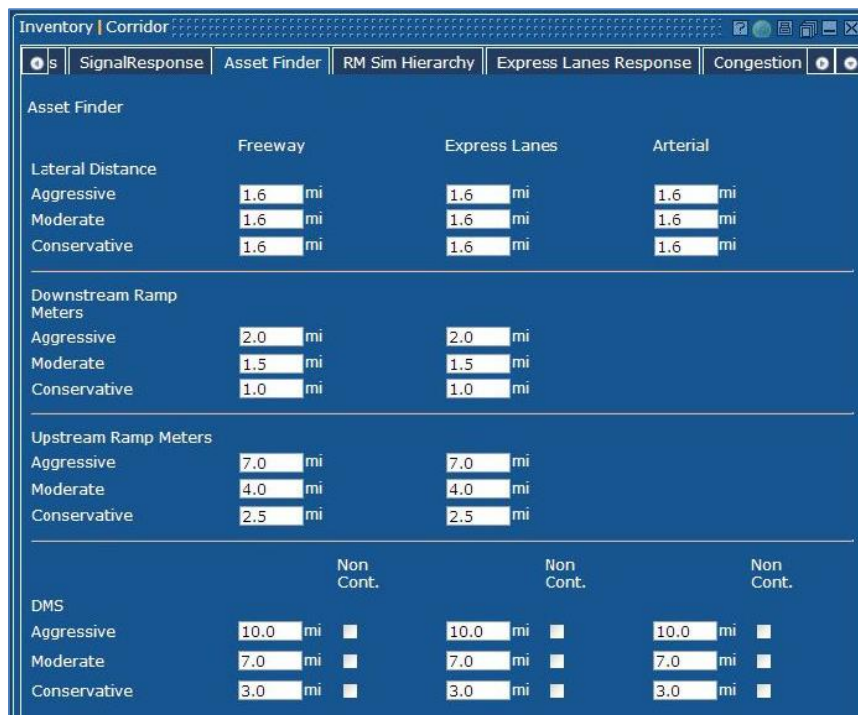 Inventory | Corridor
s SignalResponse Asset Finder RM Sim Hierarchy Express Lanes Response Congestion
Asset Finder
Freeway Express Lanes Arterial
Lateral Distance
Aggressive 1.6 mi 1.6 mi 1.6 mi
Moderate 1.6 mi 1.6 mi 1.6 mi
Conservative 1.6 mi 1.6 mi 1.6 mi
Downstream Ramp
Meters
Aggressive 2.0 mi 2.0 mi
Moderate 1.5 mi 1.5 mi
Conservative 1.0 mi 1.0 mi
Upstream Ramp Meters
Aggressive 7.0 mi 7.0 mi
Moderate 4.0 mi 4.0 mi
Conservative 2.5 mi 2.5 mi
Non Non Non
Cont. Cont. Cont.
DMS
Aggressive 10.0 mi 10.0 mi 10.0 mi
Moderate 7.0 mi 7.0 mi 7.0 mi
Conservative 3.0 mi 3.0 mi 3.0 mi